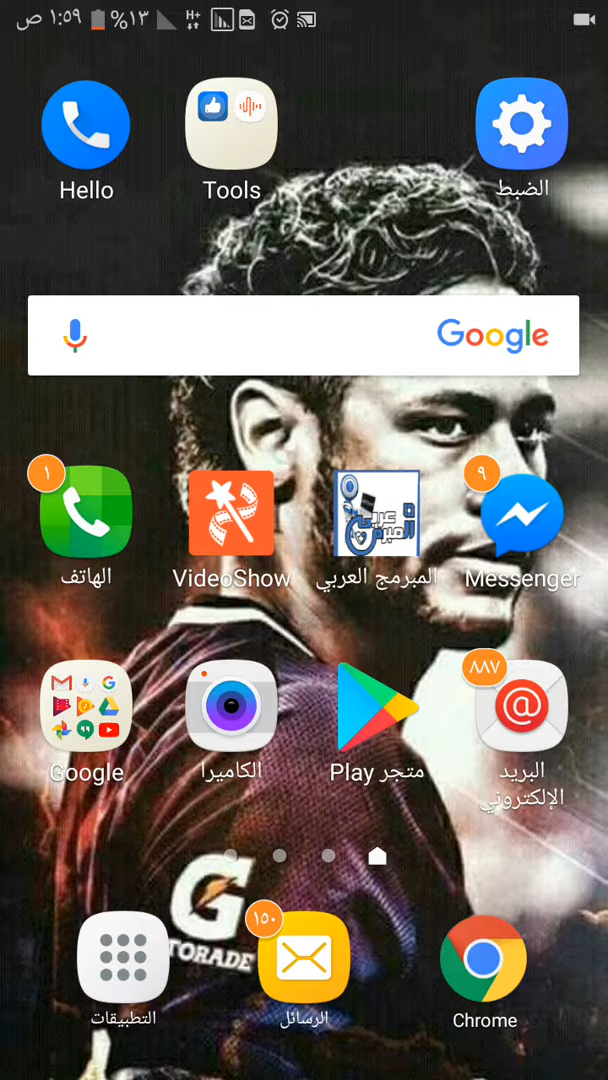 ١:٥٩ ص
%١٣
H+
Hello
Tools
الضبط
Google
١
٩
الهاتف
VideoShow
المبرمج العربي
Messenger
٨٨٧
Google
الكاميرا
متجر Play
البريد
الإلكتروني
G
TORADE
١٥٠
التطبيقات
الرسائل
Chrome